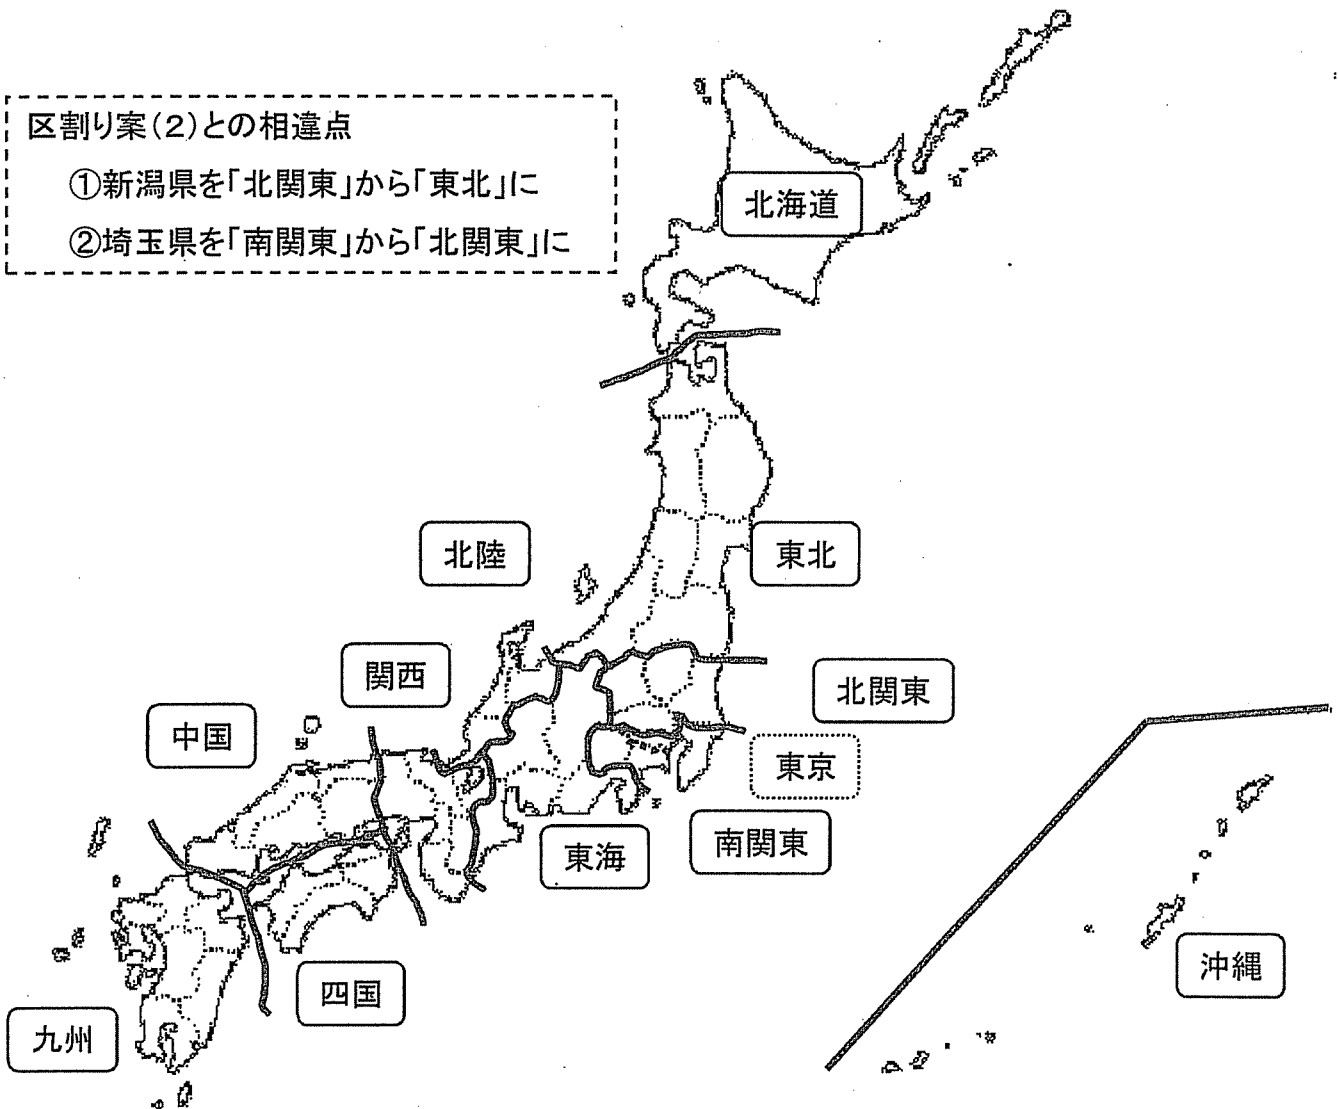 区割り案(2)との相違点
①新潟県を「北関東」から「東北」に
②埼玉県を「南関東」から「北関東」に
北海道
北陸
東北
関西
北関東
中国
東京
東海
南関東
四国
沖縄
九州